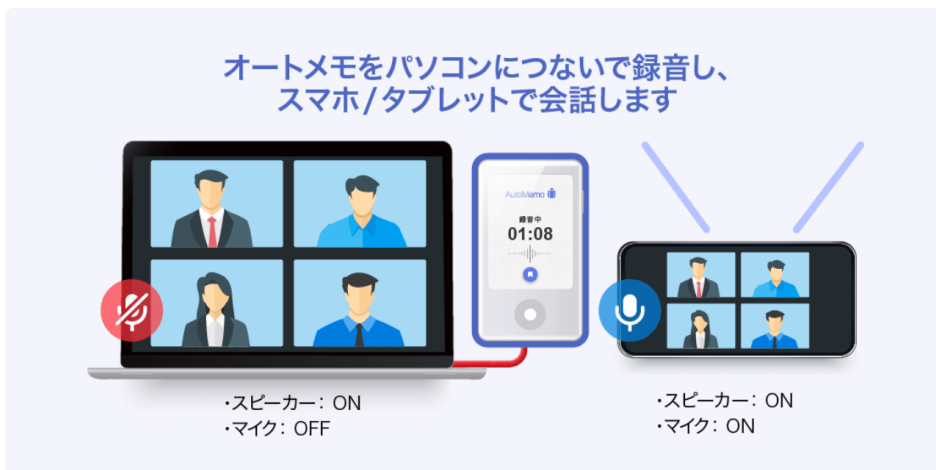 オートメモをパソコンにつないで録音し、
スマホ/タブレットで会話します
AutoMemo
録音中
01:08
・スピーカー： ON
・マイク： OFF
・スピーカー： ON
・マイク： ON